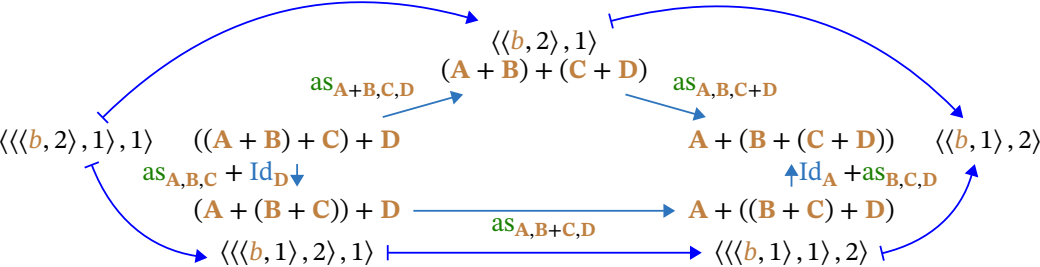 ⟨⟨b, 2⟩ , 1⟩
(A + B) + (C + D)
as_{A+B,C,D} as_{A,B,C+D}
⟨⟨⟨b, 2⟩ , 1⟩ , 1⟩ ((A + B) + C) + D A + (B + (C + D)) ⟨⟨b, 1⟩ , 2⟩
as_{A,B,C} + Id_D Id_A +as_{B,C,D}
(A + (B + C)) + D A + ((B + C) + D)
as_{A,B+C,D}
⟨⟨⟨b, 1⟩ , 2⟩ , 1⟩ ⟨⟨⟨b, 1⟩ , 1⟩ , 2⟩